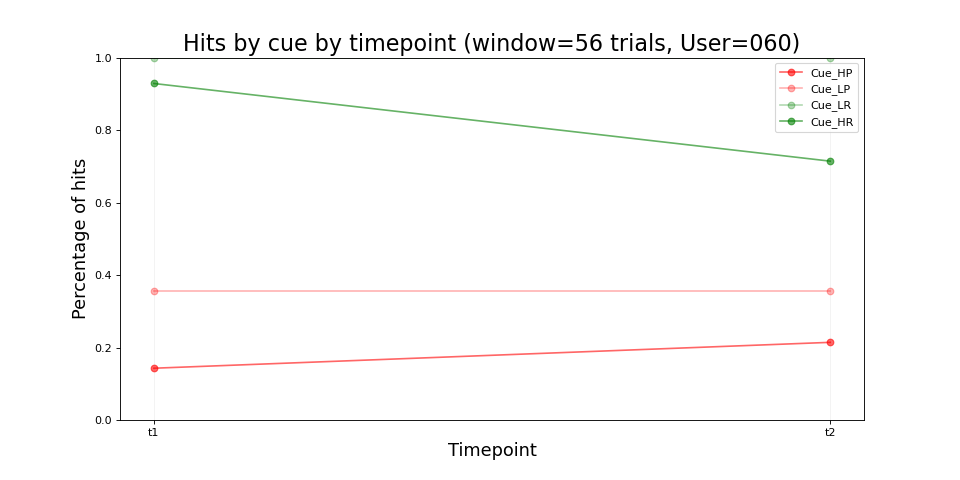 Hits by cue by timepoint (window=56 trials, User=060)
Percentage of hits
1.0
0.8
0.6
0.4
0.2
0.0
Cue_HP
Cue_LP
Cue_LR
Cue_HR
t1
t2
Timepoint